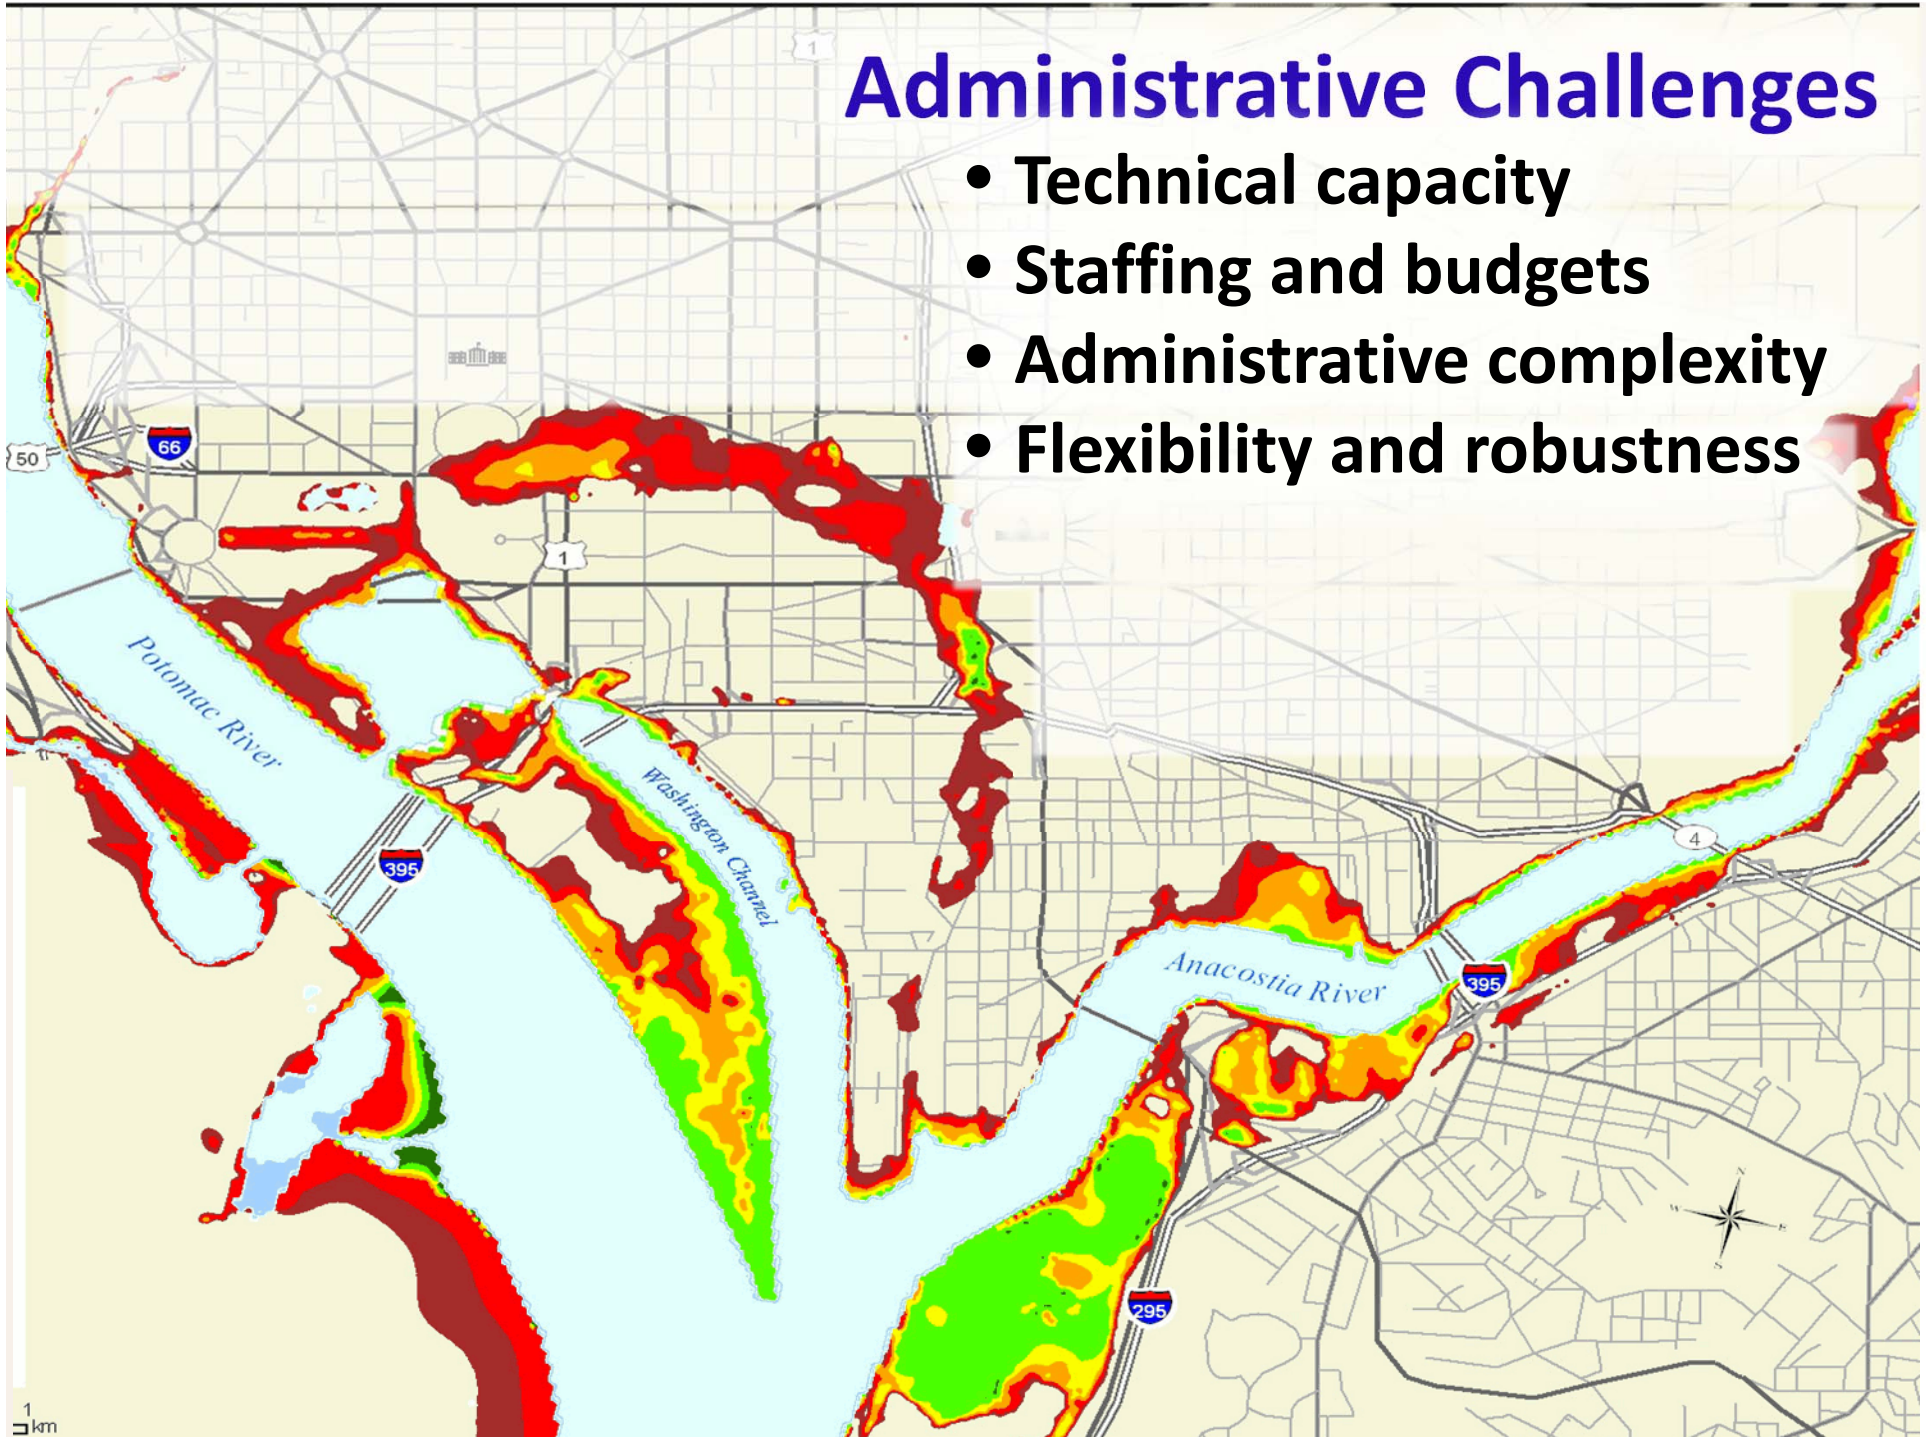 Administrative Challenges
• Technical capacity
• Staffing and budgets
• Administrative complexity
• Flexibility and robustness
1
50
66
1
Potomac River
Washington Channel
395
4
Anacostia River
395
N
W
E
S
295
1
km